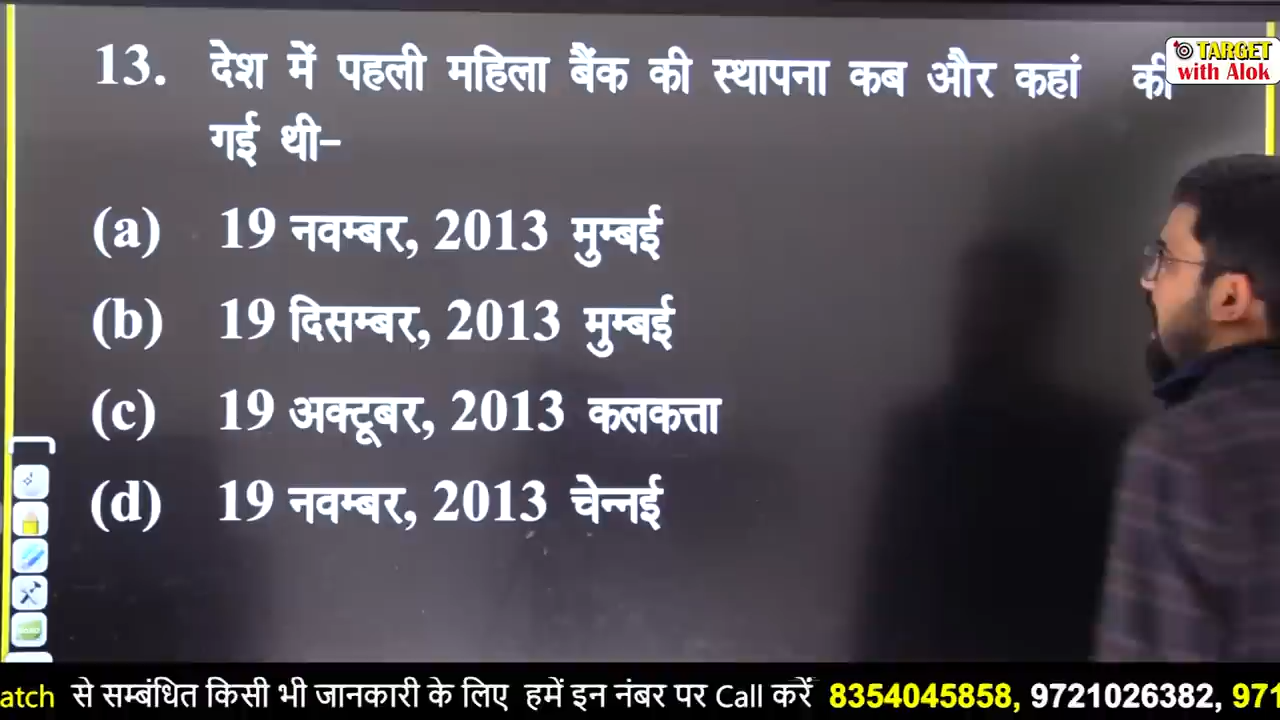 TARGET
with Alok
13. देश में पहली महिला बैंक की स्थापना कब और कहां की
गई थी-
(a) 19 नवम्बर, 2013 मुम्बई
(b) 19 दिसम्बर, 2013 मुम्बई
(c) 19 अक्टूबर, 2013 कलकत्ता
(d) 19 नवम्बर, 2013 चेन्नई
atch से सम्बंधित किसी भी जानकारी के लिए हमें इन नंबर पर Call करें 8354045858, 9721026382, 971